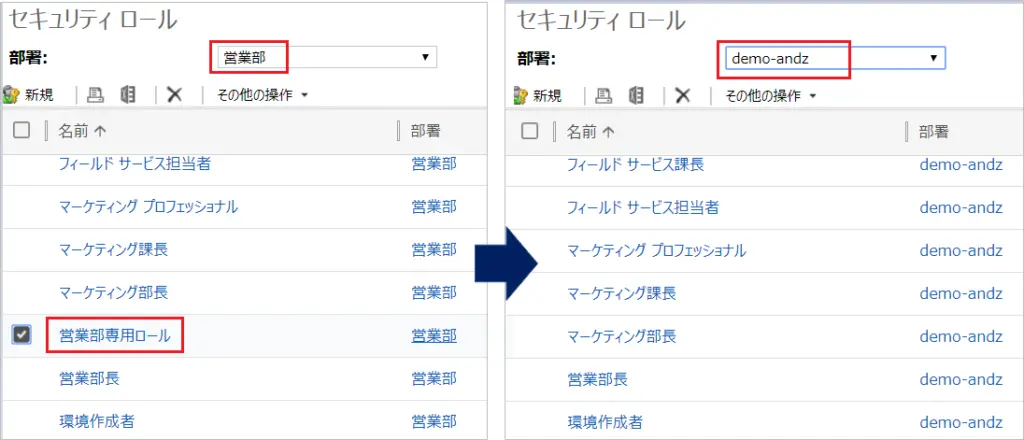 セキュリティ ロール
部署: 営業部
新規 その他の操作
名前 部署
フィールド サービス担当者 営業部
マーケティング プロフェッショナル 営業部
マーケティング課長 営業部
マーケティング部長 営業部
営業部専用ロール 営業部
営業部長 営業部
環境作成者 営業部
セキュリティ ロール
部署: demo-andz
新規 その他の操作
名前 部署
フィールド サービス課長 demo-andz
フィールド サービス担当者 demo-andz
マーケティング プロフェッショナル demo-andz
マーケティング課長 demo-andz
マーケティング部長 demo-andz
営業部長 demo-andz
環境作成者 demo-andz